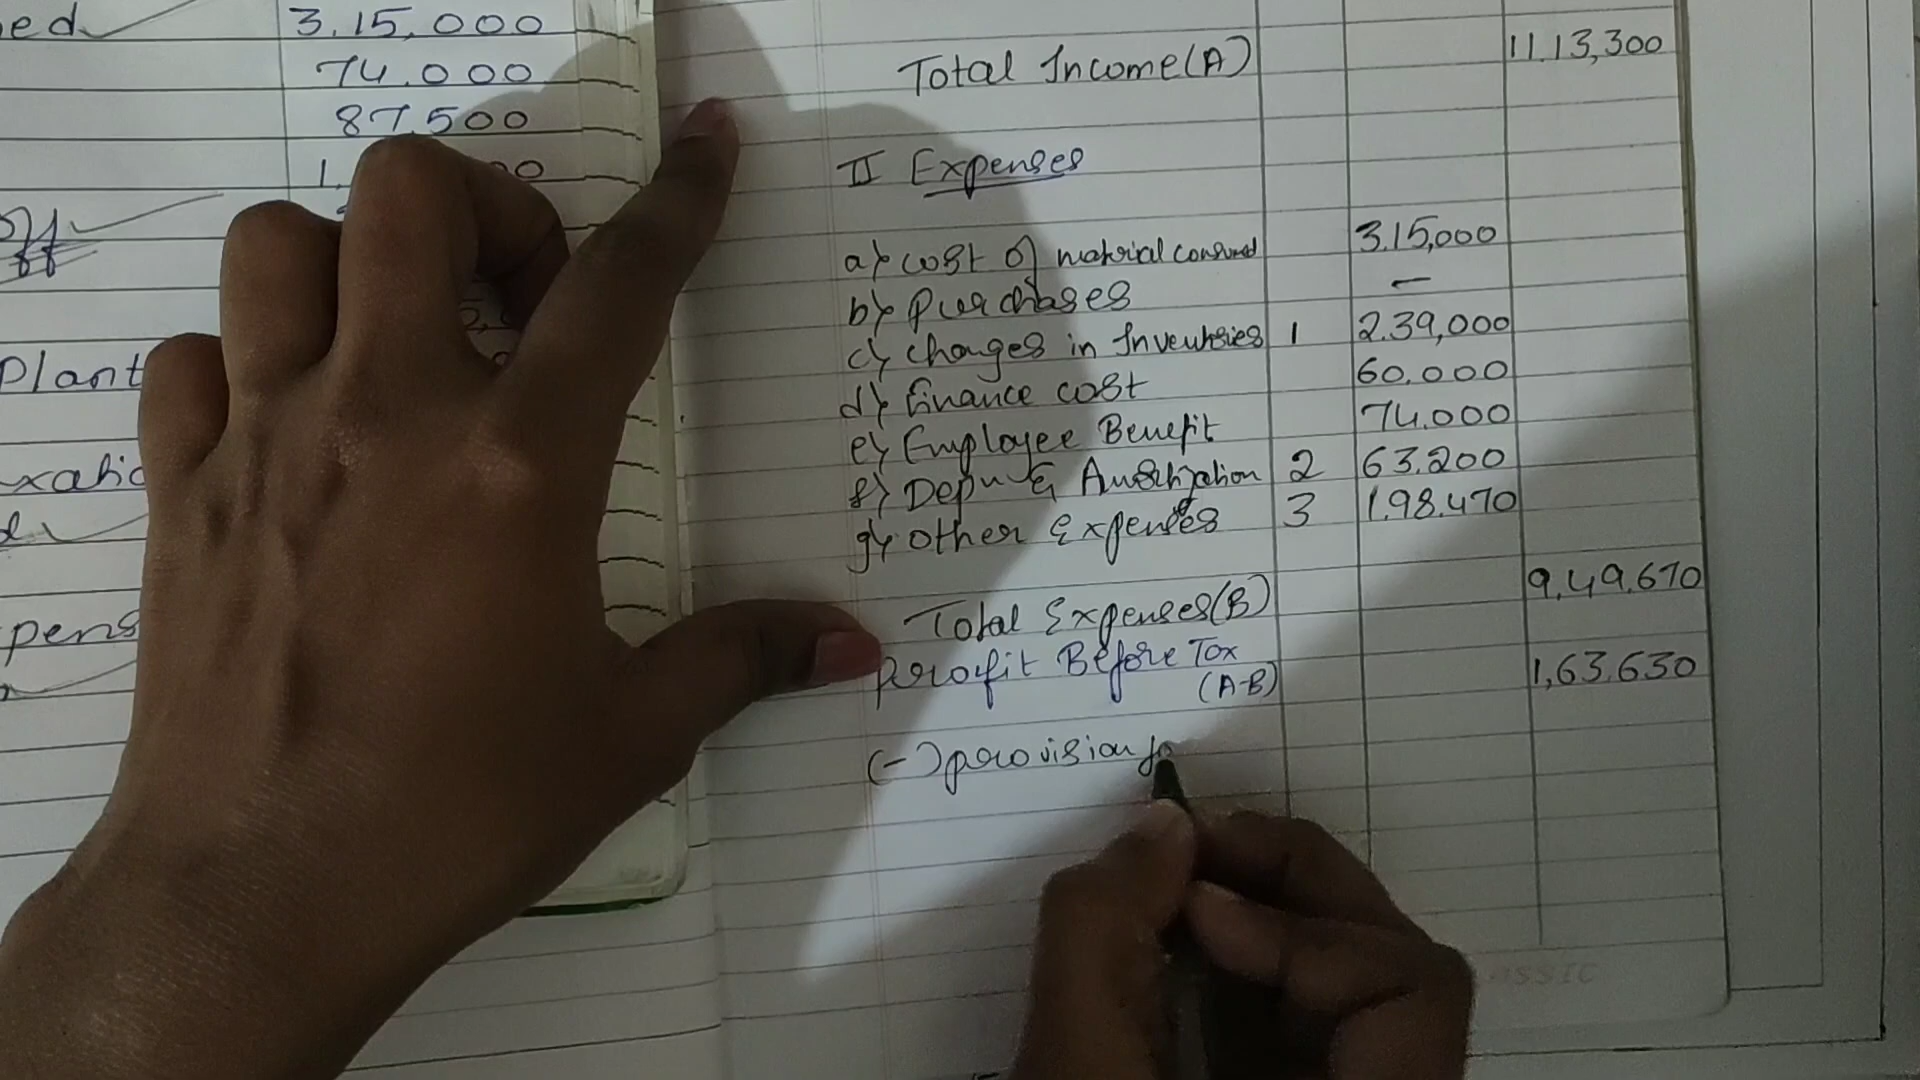 ed 3,15,000
74,000
87,500
Plant
pens
Total Income(A) 11,13,300
II Expenses
a) cost of material consumed 3,15,000
b) purchases —
c) changes in Inventories 1 2,39,000
d) finance cost 60,000
e) Employee Benefit 74,000
f) Depn & Amortization 2 63,200
g) other Expenses 3 1,98,470
Total Expenses(B) 9,49,670
profit Before Tax 1,63,630
(A-B)
(-) provision fo